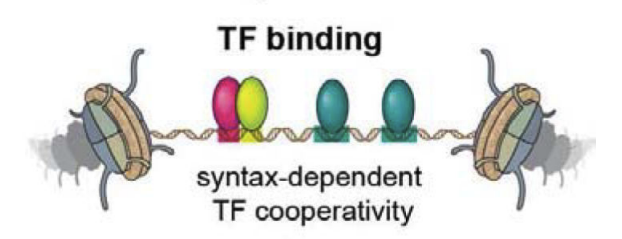 TF binding
syntax-dependent
TF cooperativity